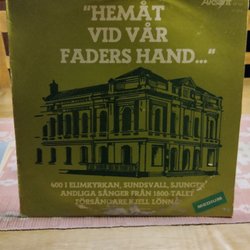 "HEMÅT
VID VÅR
FADERS HAND..."
400 I ELIMKYRKAN, SUNDSVALL, SJUNGER
ANDLIGA SÅNGER FRÅN 1800-TALET
FÖRSÅNGARE KJELL LÖNNÅ